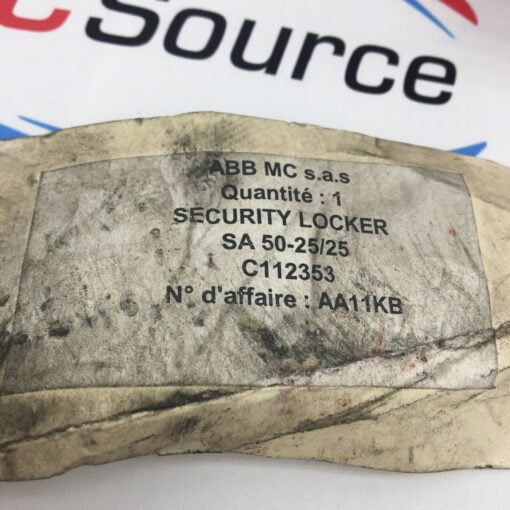 Source
ABB MC s.a.s
Quantité : 1
SECURITY LOCKER
SA 50-25/25
C112353
N° d'affaire : AA11KB